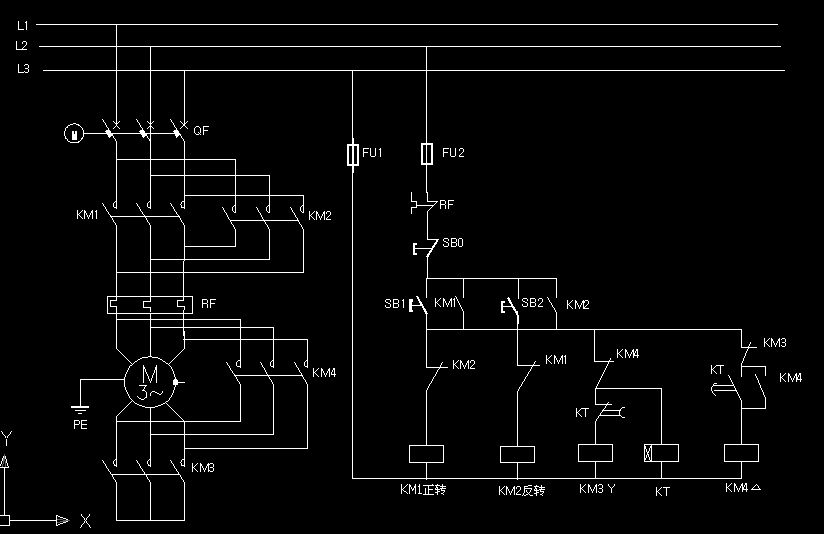 L1
L2
L3
QF
FU1
FU2
KM1
KM2
RF
SB0
RF
SB1
KM1
SB2
KM2
KM2
KM1
KM4
KM3
KM4
KT
KM4
KT
M
3~
PE
KM3
KM1正转
KM2反转
KM3 Y
KT
KM4 △
Y
X